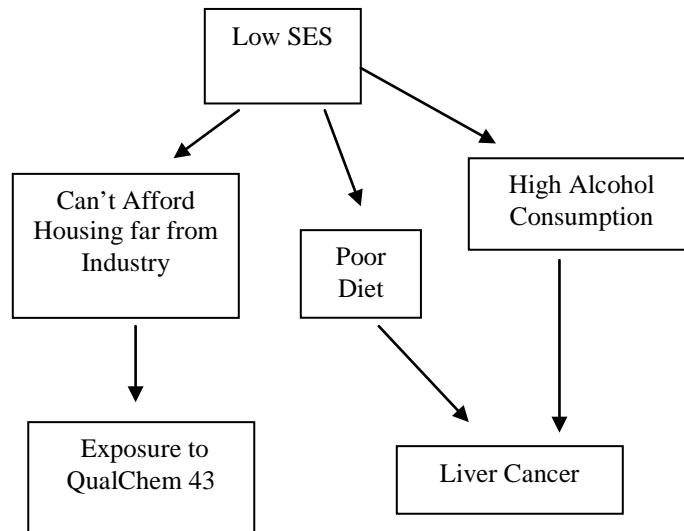 Low SES
Can’t Afford
Housing far from
Industry
High Alcohol
Consumption
Poor
Diet
Exposure to
QualChem 43
Liver Cancer